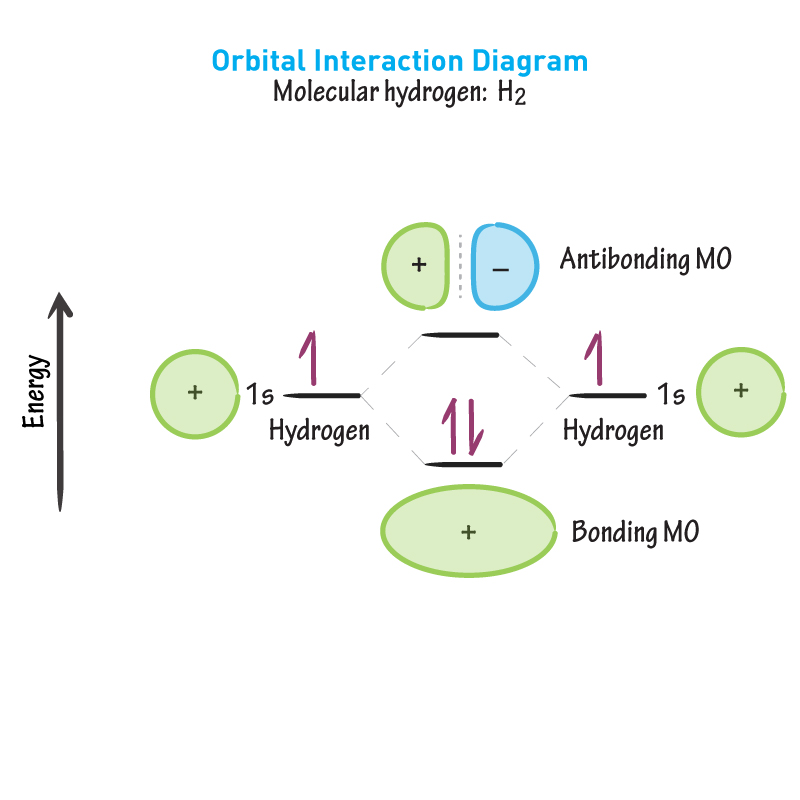 Orbital Interaction Diagram
Molecular hydrogen: H2
+
–
Antibonding MO
Energy
+
1s
Hydrogen
Hydrogen
1s
+
+
Bonding MO